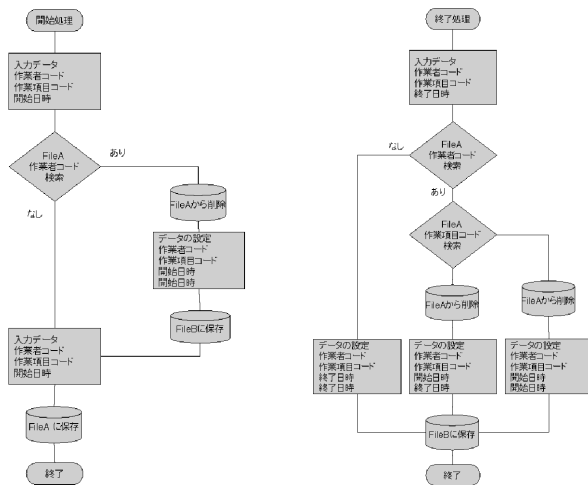 開始処理
入力データ
作業者コード
作業項目コード
開始日時
FileA
作業者コード
検索
あり
なし
FileAから削除
データの設定
作業者コード
作業項目コード
開始日時
開始日時
FileBに保存
入力データ
作業者コード
作業項目コード
開始日時
FileA に保存
終了
終了処理
入力データ
作業者コード
作業項目コード
終了日時
FileA
作業者コード
検索
なし
あり
FileA
作業項目コード
検索
FileAから削除
FileAから削除
データの設定
作業者コード
作業項目コード
終了日時
終了日時
データの設定
作業者コード
作業項目コード
開始日時
終了日時
データの設定
作業者コード
作業項目コード
開始日時
開始日時
FileBに保存
終了